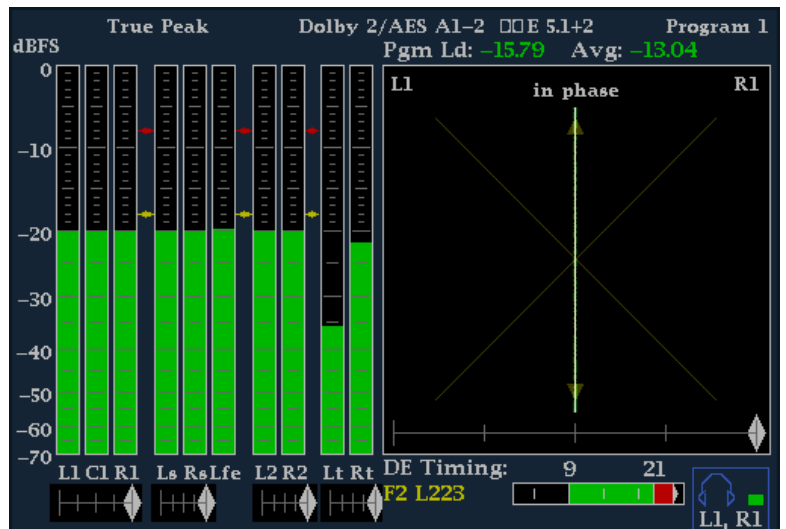 True Peak Dolby 2/AES A1–2 ▯▯E 5.1+2 Program 1
dBFS Pgm Ld: –15.79 Avg: –13.04
L1 in phase R1
0
–10
–20
–30
–40
–50
–60
–70
L1 C1 R1 Ls Rs Lfe L2 R2 Lt Rt
DE Timing: 9 21
F2 L223
L1, R1